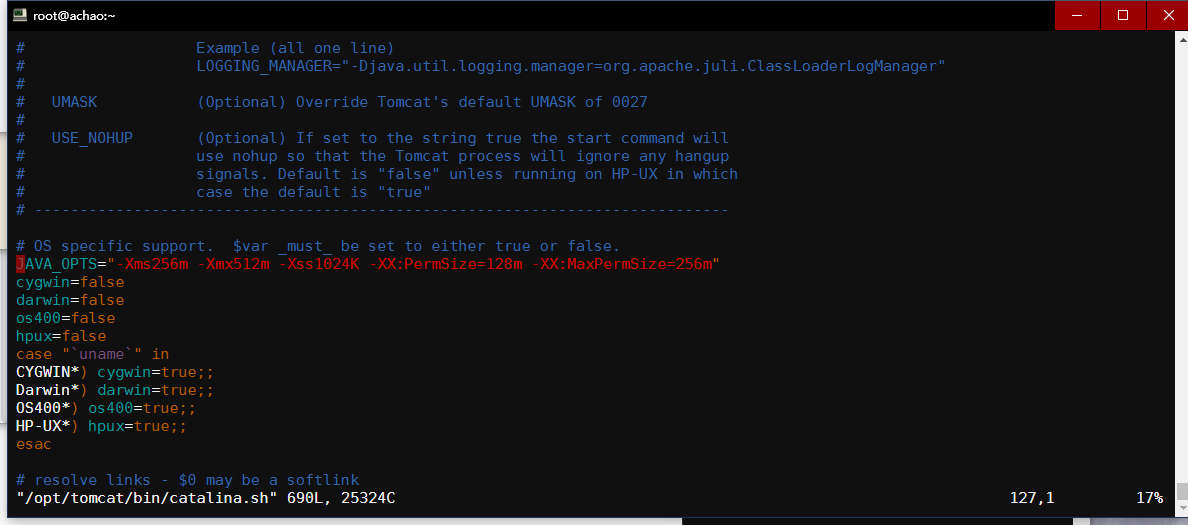 root@achao:~
#                   Example (all one line)
#                   LOGGING_MANAGER="-Djava.util.logging.manager=org.apache.juli.ClassLoaderLogManager"
#
#   UMASK           (Optional) Override Tomcat's default UMASK of 0027
#
#   USE_NOHUP       (Optional) If set to the string true the start command will
#                   use nohup so that the Tomcat process will ignore any hangup
#                   signals. Default is "false" unless running on HP-UX in which
#                   case the default is "true"
# -----------------------------------------------------------------------------

# OS specific support.  $var _must_ be set to either true or false.
JAVA_OPTS="-Xms256m -Xmx512m -Xss1024K -XX:PermSize=128m -XX:MaxPermSize=256m"
cygwin=false
darwin=false
os400=false
hpux=false
case "`uname`" in
CYGWIN*) cygwin=true;;
Darwin*) darwin=true;;
OS400*) os400=true;;
HP-UX*) hpux=true;;
esac

# resolve links - $0 may be a softlink
"/opt/tomcat/bin/catalina.sh" 690L, 25324C 127,1 17%